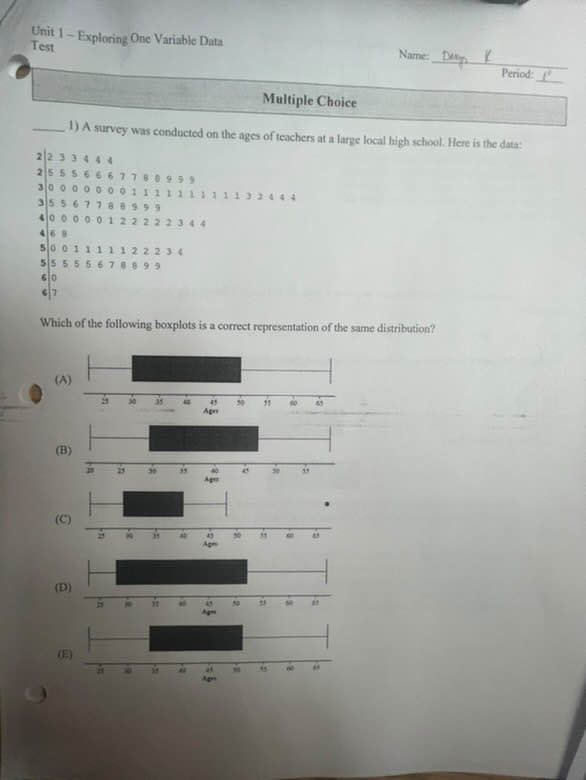 Unit 1 – Exploring One Variable Data
Test
Name:
Period:
Multiple Choice
_____ 1) A survey was conducted on the ages of teachers at a large local high school. Here is the data:
2|2 3 3 4 4 4
2|5 5 5 6 6 6 7 7 8 8 9 9 9
3|0 0 0 0 0 0 0 1 1 1 1 1 1 1 1 1 1 3 2 4 4 4
3|5 5 6 7 7 8 8 9 9 9
4|0 0 0 0 0 1 2 2 2 2 2 3 4 4
4|6 8
5|0 0 1 1 1 1 1 2 2 2 3 4
5|5 5 5 5 6 7 8 8 9 9
6|0
6|7
Which of the following boxplots is a correct representation of the same distribution?
(A)
25 30 35 40 45 50 55 60 65
Ages
(B)
20 25 30 35 40 45 50 55
Ages
(C)
25 30 35 40 45 50 55 60 65
Ages
(D)
25 30 35 40 45 50 55 60 65
Ages
(E)
25 30 35 40 45 50 55 60 65
Ages